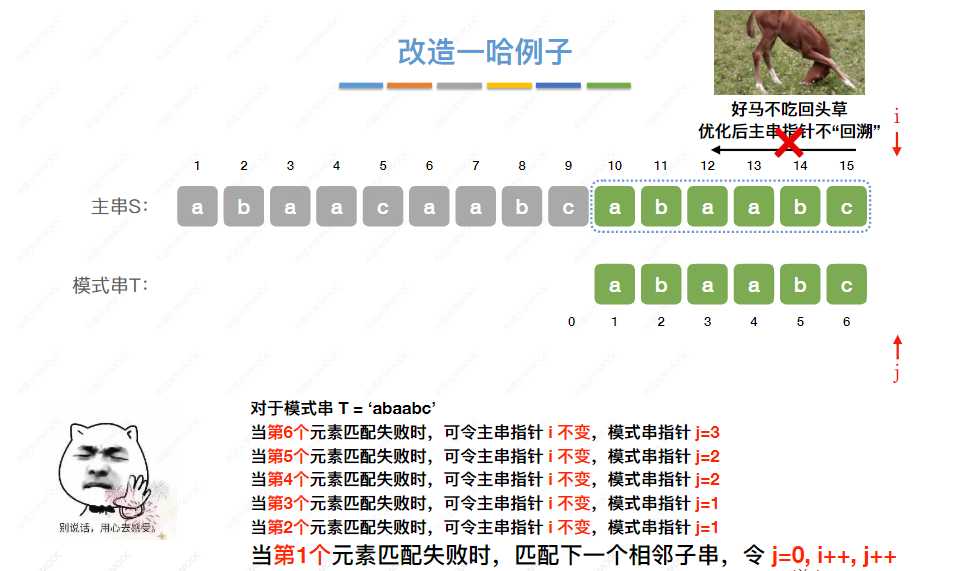 改造一哈例子
好马不吃回头草
优化后主串指针不“回溯”
i
1 2 3 4 5 6 7 8 9 10 11 12 13 14 15
主串S: a b a a c a a b c a b a a b c
模式串T: a b a a b c
0 1 2 3 4 5 6
j
对于模式串 T = ‘abaabc’
当第6个元素匹配失败时，可令主串指针 i 不变，模式串指针 j=3
当第5个元素匹配失败时，可令主串指针 i 不变，模式串指针 j=2
当第4个元素匹配失败时，可令主串指针 i 不变，模式串指针 j=2
当第3个元素匹配失败时，可令主串指针 i 不变，模式串指针 j=1
当第2个元素匹配失败时，可令主串指针 i 不变，模式串指针 j=1
别说话，用心去感受。
当第1个元素匹配失败时，匹配下一个相邻子串，令 j=0, i++, j++